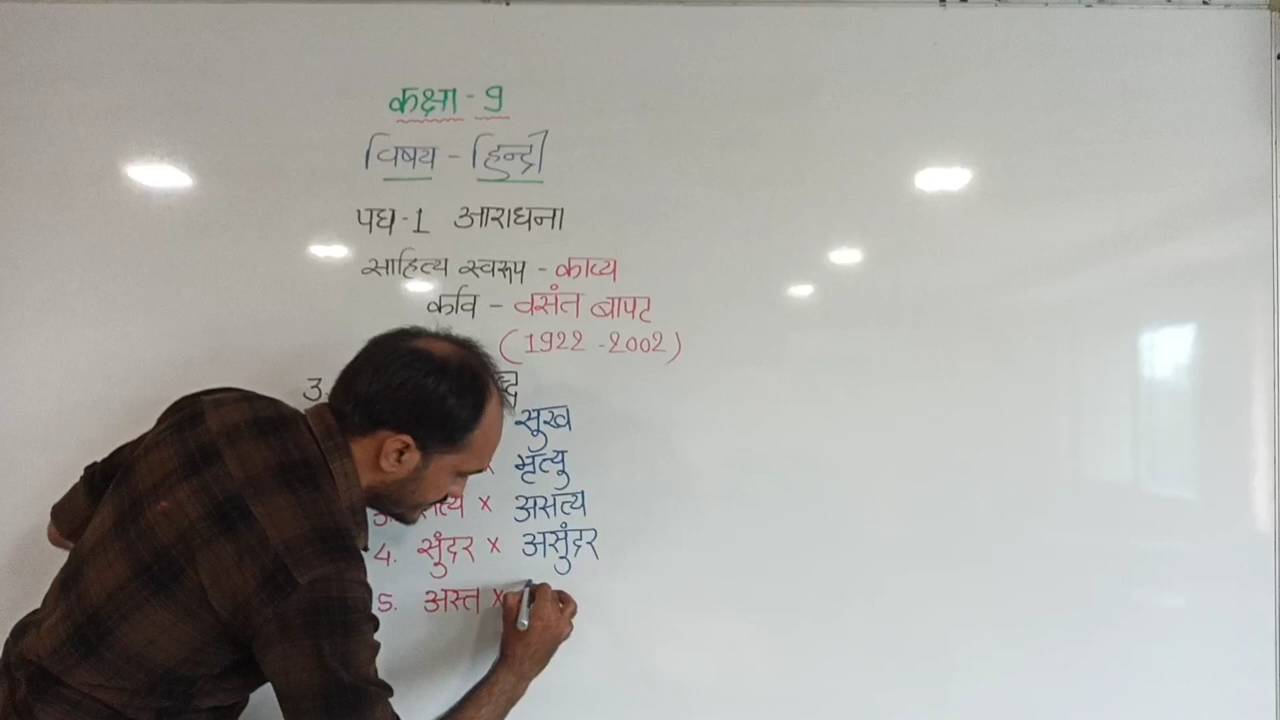 कक्षा - 9
विषय - हिन्दी
पद्य - 1 आराधना
साहित्य स्वरूप - काव्य
कवि - वसंत बापट
(1922 - 2002)
3.
सुख
मृत्यु
× असत्य
4. सुंदर × असुंदर
5. अस्त ×